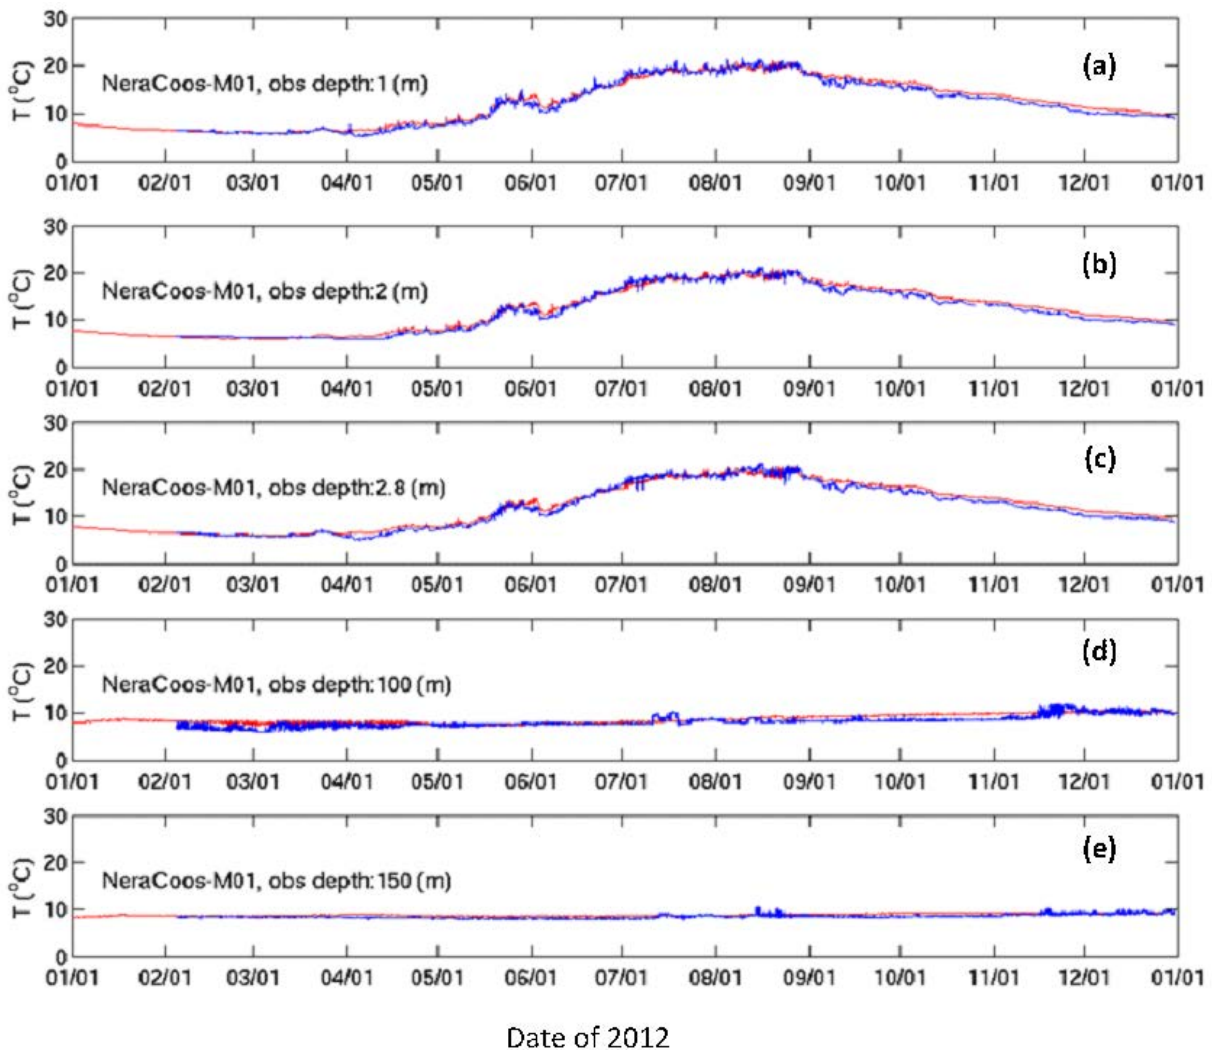 30
(a)
20
NeraCoos-M01, obs depth:1 (m)
10
T (°C)
0
01/01 02/01 03/01 04/01 05/01 06/01 07/01 08/01 09/01 10/01 11/01 12/01 01/01
30
(b)
20
NeraCoos-M01, obs depth:2 (m)
10
T (°C)
0
01/01 02/01 03/01 04/01 05/01 06/01 07/01 08/01 09/01 10/01 11/01 12/01 01/01
30
(c)
20
NeraCoos-M01, obs depth:2.8 (m)
10
T (°C)
0
01/01 02/01 03/01 04/01 05/01 06/01 07/01 08/01 09/01 10/01 11/01 12/01 01/01
30
(d)
20
NeraCoos-M01, obs depth:100 (m)
10
T (°C)
0
01/01 02/01 03/01 04/01 05/01 06/01 07/01 08/01 09/01 10/01 11/01 12/01 01/01
30
(e)
20
NeraCoos-M01, obs depth:150 (m)
10
T (°C)
0
01/01 02/01 03/01 04/01 05/01 06/01 07/01 08/01 09/01 10/01 11/01 12/01 01/01
Date of 2012